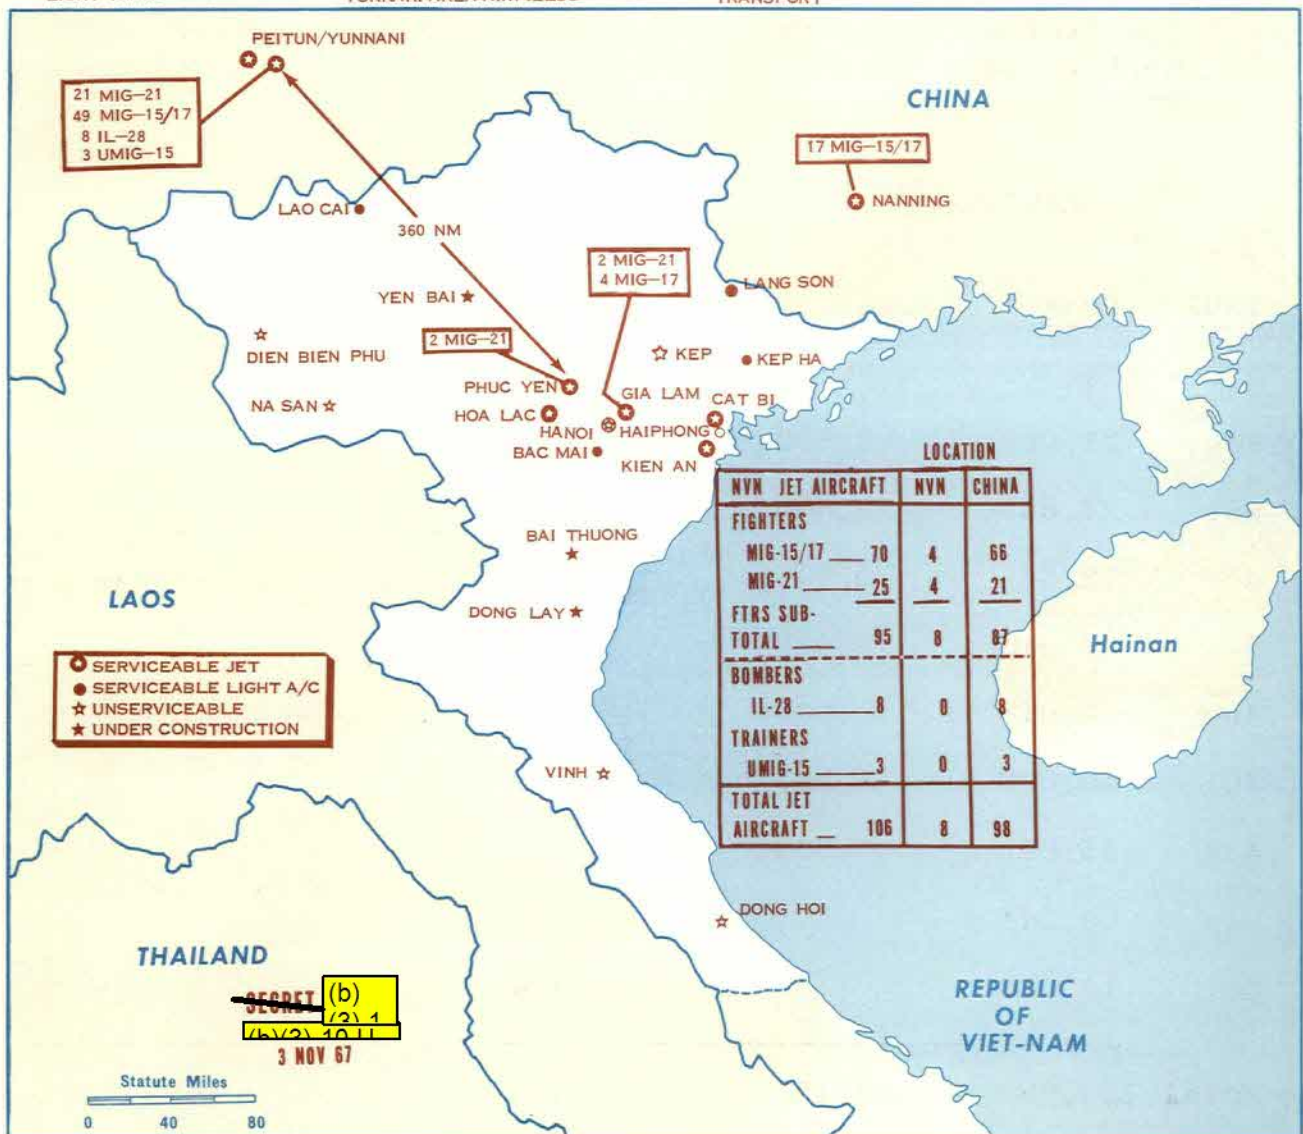 PEITUN/YUNNANI
21 MIG-21
49 MIG-15/17
8 IL-28
3 UMIG-15
CHINA
17 MIG-15/17
NANNING
LAO CAI
360 NM
2 MIG-21
4 MIG-17
LANG SON
YEN BAI
DIEN BIEN PHU
2 MIG-21
KEP
KEP HA
PHUC YEN
NA SAN
HOA LAC
GIA LAM
CAT BI
HANOI
HAIPHONG
BAC MAI
KIEN AN
LOCATION
NVN JET AIRCRAFT NVN CHINA
FIGHTERS
MIG-15/17 70 4 66
MIG-21 25 4 21
FTRS SUB-
TOTAL 95 8 87
BOMBERS
IL-28 8 0 8
TRAINERS
UMIG-15 3 0 3
TOTAL JET
AIRCRAFT 106 8 98
BAI THUONG
LAOS
DONG LAY
Hainan
SERVICEABLE JET
SERVICEABLE LIGHT A/C
UNSERVICEABLE
UNDER CONSTRUCTION
VINH
DONG HOI
THAILAND
SECRET
(b)
3 NOV 67
REPUBLIC
OF
VIET-NAM
Statute Miles
0 40 80